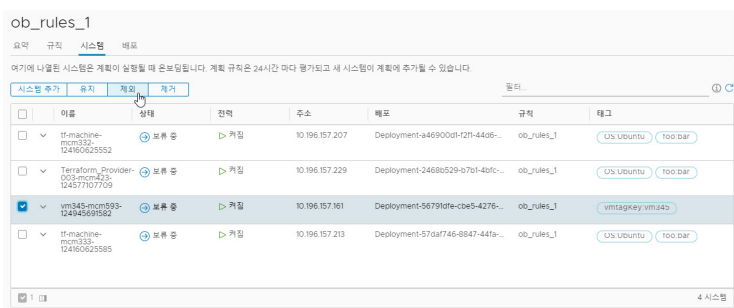 ob_rules_1
요약 규칙 시스템 배포
여기에 나열된 시스템은 계획이 실행될 때 온보딩됩니다. 계획 규칙은 24시간 마다 평가되고 새 시스템이 계획에 추가될 수 있습니다.
시스템 추가 유지 제외 제거 필터...
이름 상태 전력 주소 배포 규칙 태그
tf-machine-mcm332-124160625552 보류 중 켜짐 10.196.157.207 Deployment-a46900d1-f2f1-44d6-... ob_rules_1 OS:Ubuntu foo:bar
Terraform_Provider-003-mcm423-124577107709 보류 중 켜짐 10.196.157.229 Deployment-2468b529-b7b1-4bfc-... ob_rules_1 OS:Ubuntu foo:bar
vm345-mcm593-124945691582 보류 중 켜짐 10.196.157.161 Deployment-56791dfe-cbe5-4276-... ob_rules_1 vmtagKey:vm345
tf-machine-mcm333-124160625585 보류 중 켜짐 10.196.157.213 Deployment-57daf746-8847-44fa-... ob_rules_1 OS:Ubuntu foo:bar
1 4 시스템